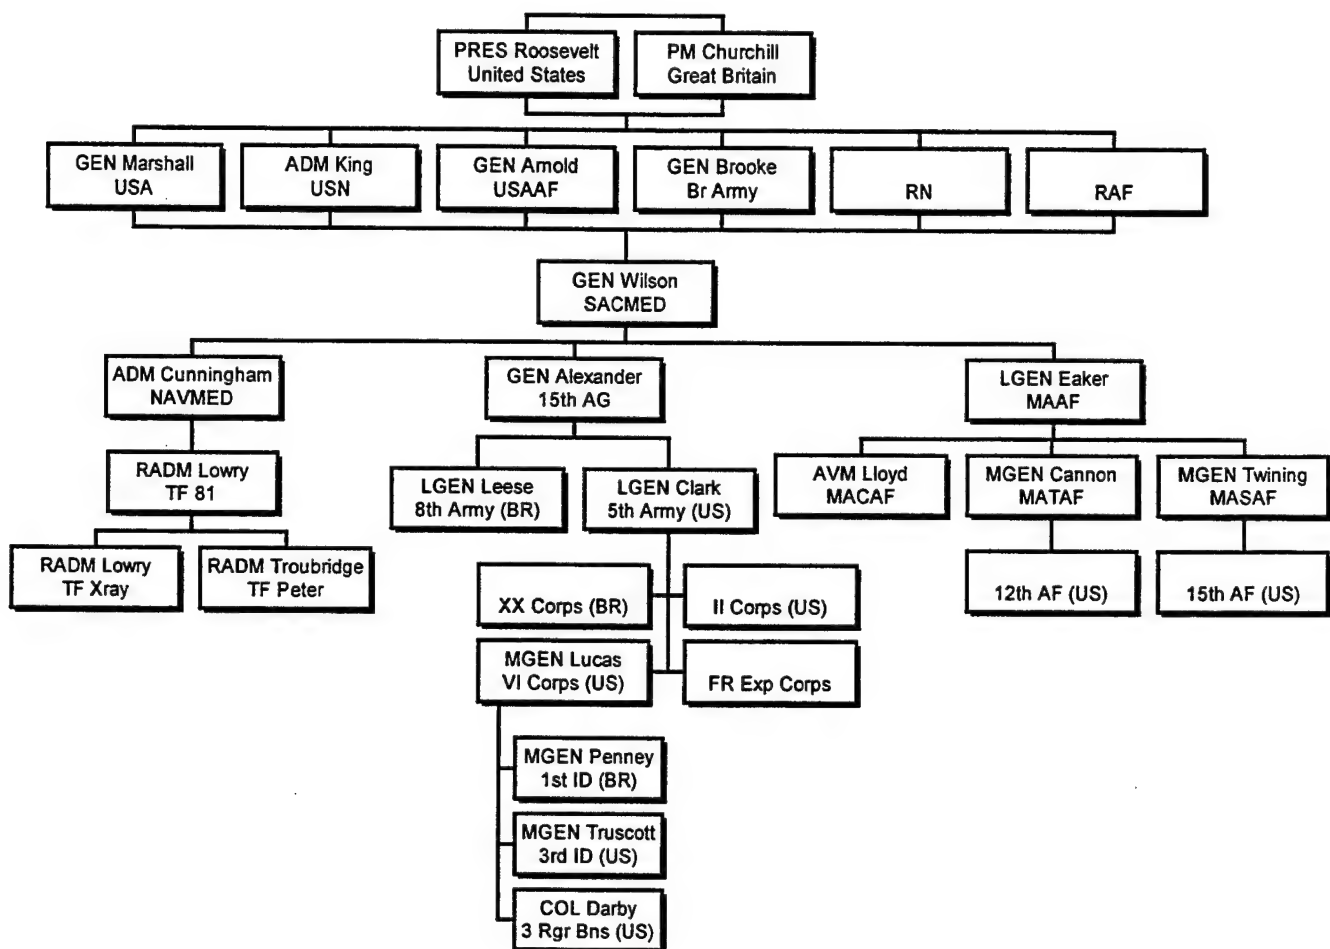 PRES Roosevelt
United States
PM Churchill
Great Britain
GEN Marshall
USA
ADM King
USN
GEN Arnold
USAAF
GEN Brooke
Br Army
RN
RAF
GEN Wilson
SACMED
ADM Cunningham
NAVMED
GEN Alexander
15th AG
LGEN Eaker
MAAF
RADM Lowry
TF 81
LGEN Leese
8th Army (BR)
LGEN Clark
5th Army (US)
AVM Lloyd
MACAF
MGEN Cannon
MATAF
MGEN Twining
MASAF
RADM Lowry
TF Xray
RADM Troubridge
TF Peter
XX Corps (BR)
II Corps (US)
12th AF (US)
15th AF (US)
MGEN Lucas
VI Corps (US)
FR Exp Corps
MGEN Penney
1st ID (BR)
MGEN Truscott
3rd ID (US)
COL Darby
3 Rgr Bns (US)